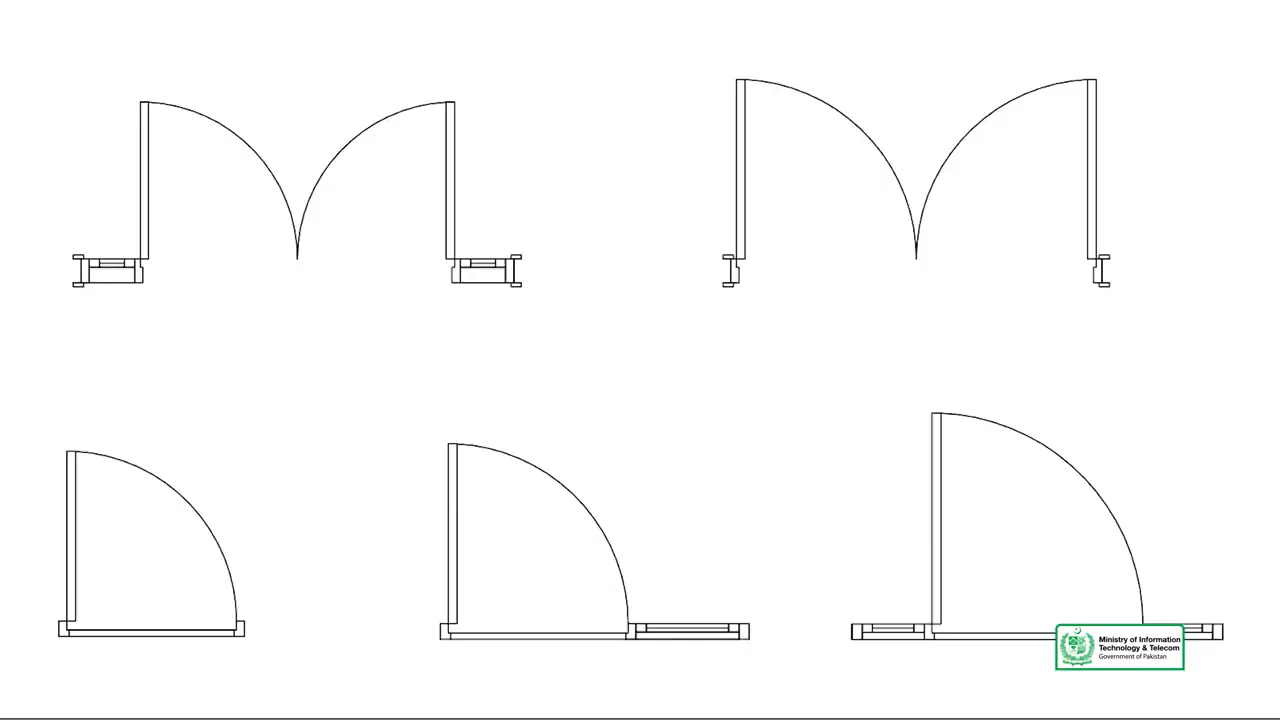 Ministry of Information
Technology & Telecom
Government of Pakistan